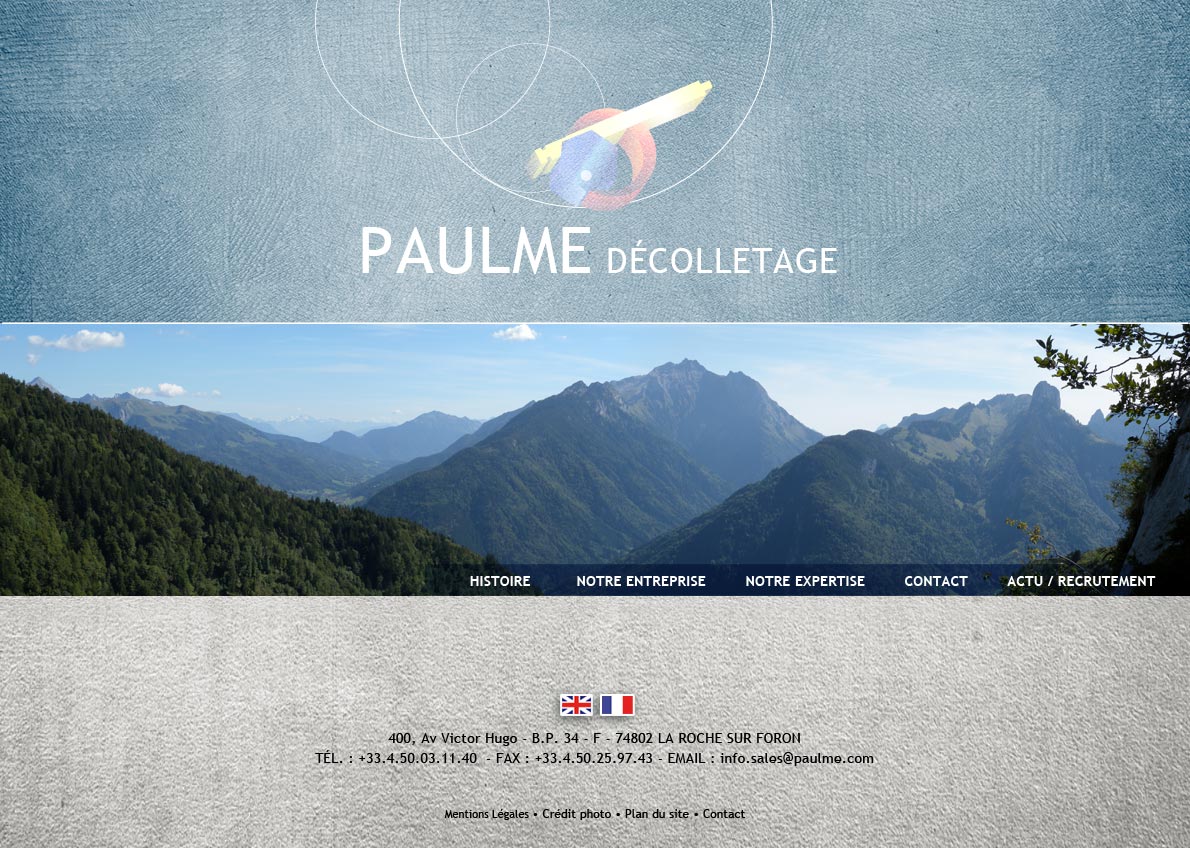 PAULME DÉCOLLETAGE
HISTOIRE NOTRE ENTREPRISE NOTRE EXPERTISE CONTACT ACTU / RECRUTEMENT
400, Av Victor Hugo - B.P. 34 - F - 74802 LA ROCHE SUR FORON
TÉL. : +33.4.50.03.11.40 - FAX : +33.4.50.25.97.43 - EMAIL : info.sales@paulme.com
Mentions Légales • Crédit photo • Plan du site • Contact